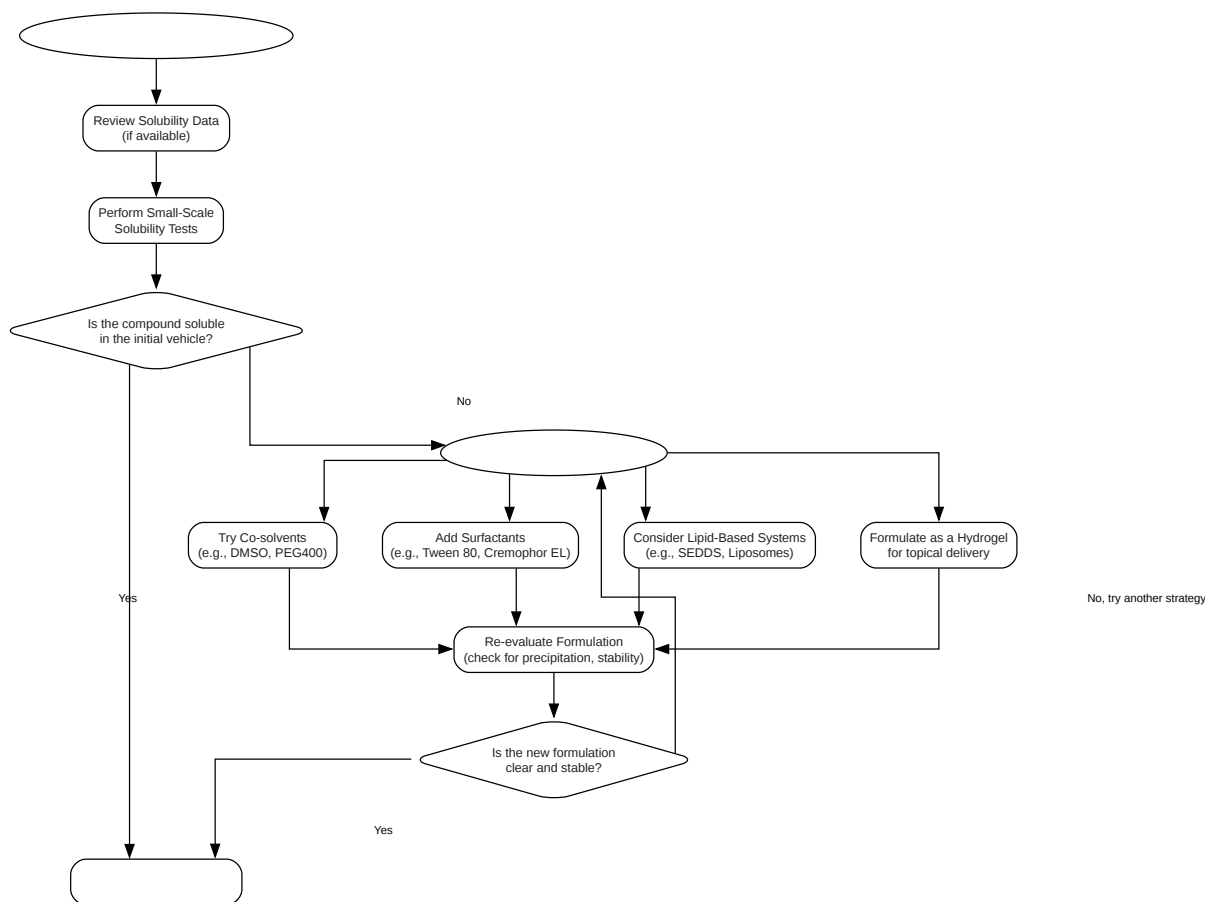 Review Solubility Data
(if available)
Perform Small-Scale
Solubility Tests
Is the compound soluble
in the initial vehicle?
No
Try Co-solvents
(e.g., DMSO, PEG400)
Add Surfactants
(e.g., Tween 80, Cremophor EL)
Consider Lipid-Based Systems
(e.g., SEDDS, Liposomes)
Formulate as a Hydrogel
for topical delivery
Yes
No, try another strategy
Re-evaluate Formulation
(check for precipitation, stability)
Is the new formulation
clear and stable?
Yes